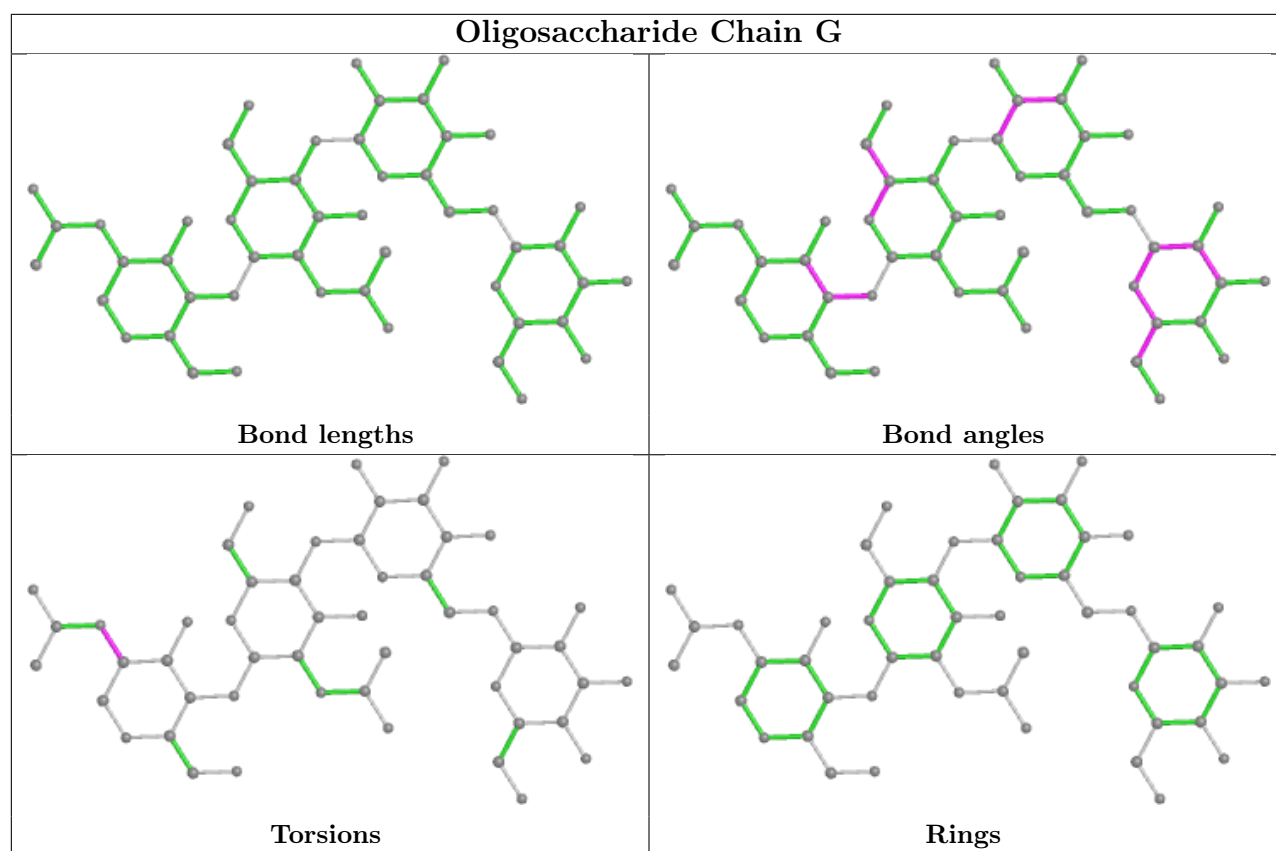 Oligosaccharide Chain G
Bond lengths
Bond angles
Torsions
Rings